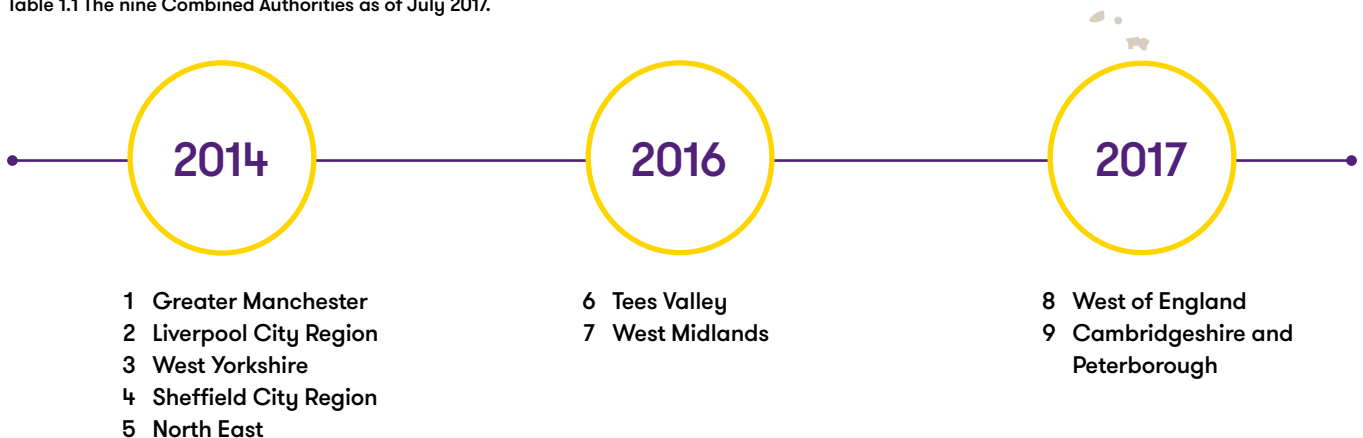 Table 1.1 The nine Combined Authorities as of July 2017.
2014
2016
2017
1 Greater Manchester
2 Liverpool City Region
3 West Yorkshire
4 Sheffield City Region
5 North East
6 Tees Valley
7 West Midlands
8 West of England
9 Cambridgeshire and
Peterborough